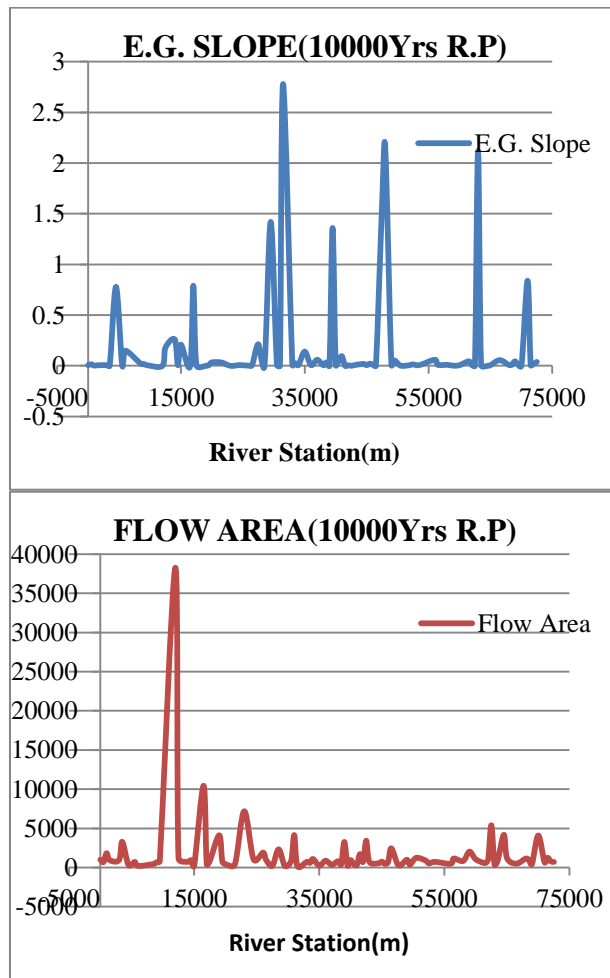 E.G. SLOPE(10000Yrs R.P)
3
2.5
E.G. Slope
2
1.5
1
0.5
0
-5000 15000 35000 55000 75000
-0.5
River Station(m)
FLOW AREA(10000Yrs R.P)
40000
35000
Flow Area
30000
25000
20000
15000
10000
5000
0
-5000 15000 35000 55000 75000
-5000
River Station(m)